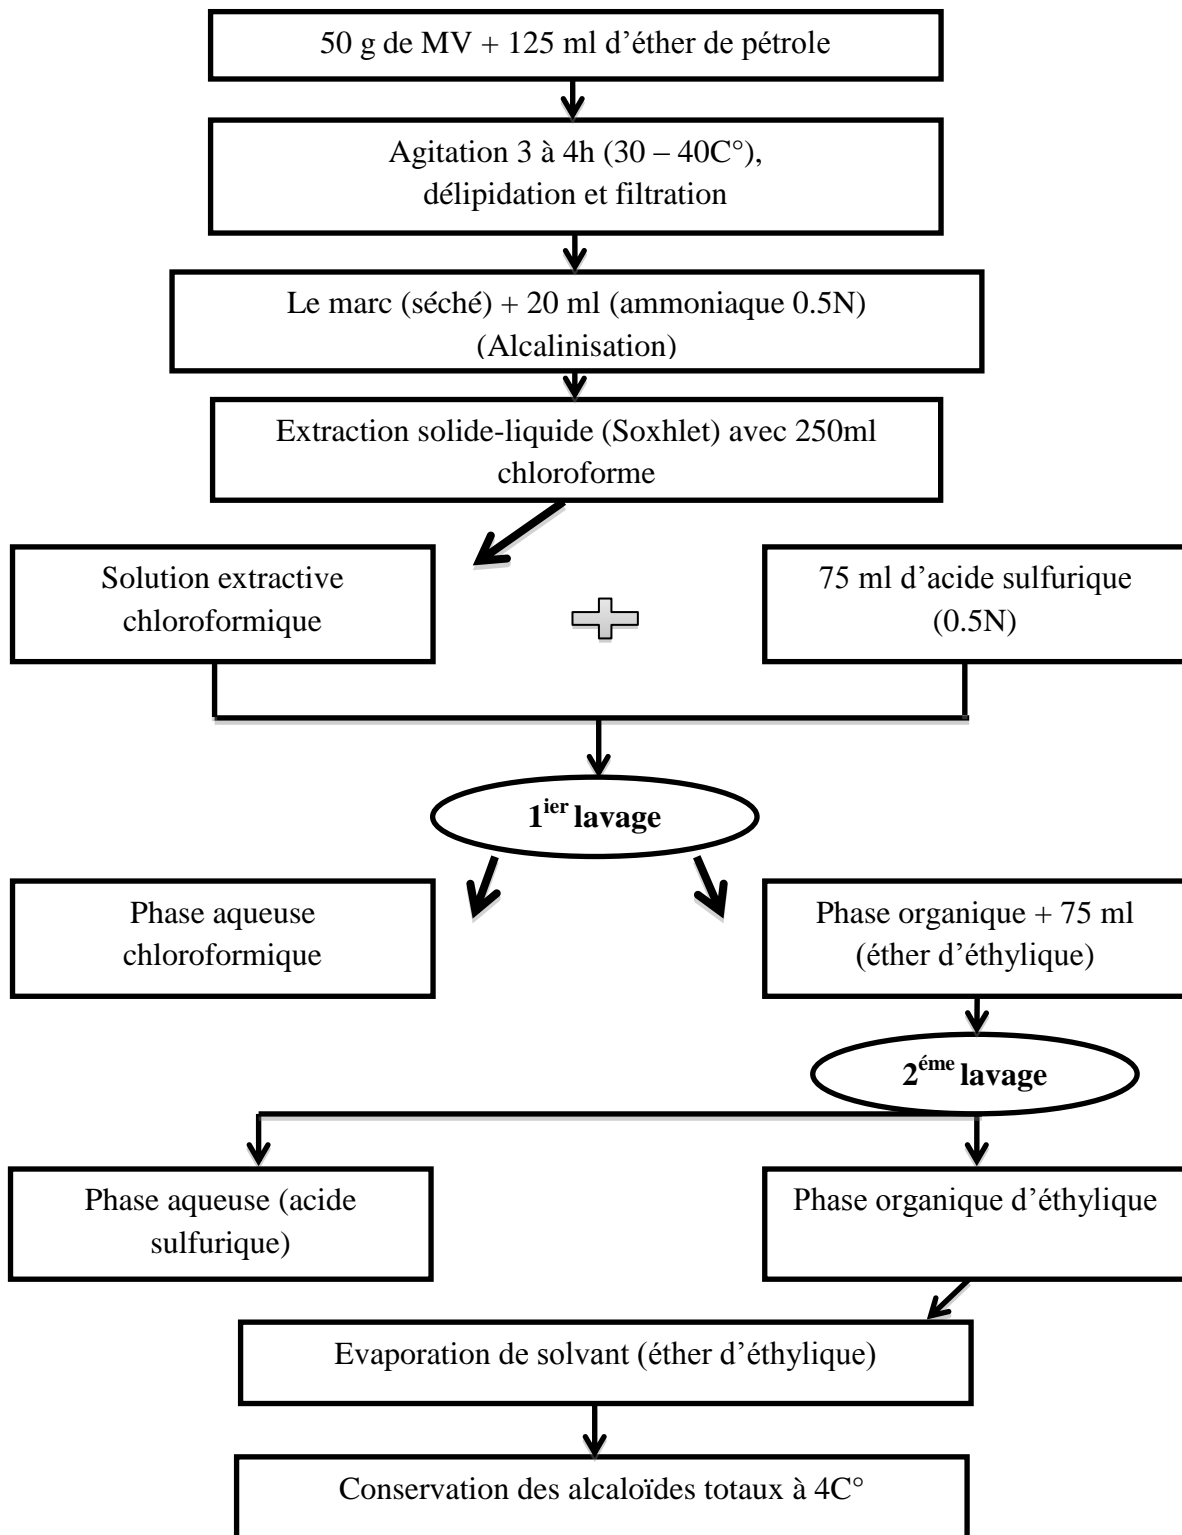 50 g de MV + 125 ml d’éther de pétrole
Agitation 3 à 4h (30 – 40C°),
délipidation et filtration
Le marc (séché) + 20 ml (ammoniaque 0.5N)
(Alcalinisation)
Extraction solide-liquide (Soxhlet) avec 250ml
chloroforme
Solution extractive
chloroformique
75 ml d’acide sulfurique
(0.5N)
1ier lavage
Phase aqueuse
chloroformique
Phase organique + 75 ml
(éther d’éthylique)
2éme lavage
Phase aqueuse (acide
sulfurique)
Phase organique d’éthylique
Evaporation de solvant (éther d’éthylique)
Conservation des alcaloïdes totaux à 4C°